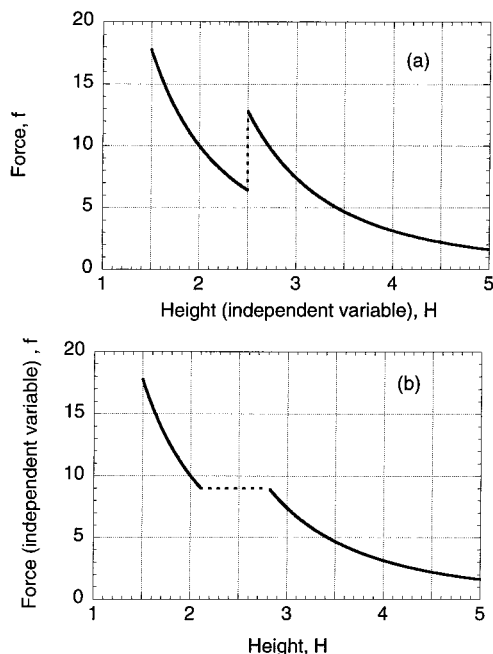 20
15
10
5
0
Force, f
(a)
1 2 3 4 5
Height (independent variable), H
20
15
10
5
0
Force (independent variable) , f
(b)
1 2 3 4 5
Height, H